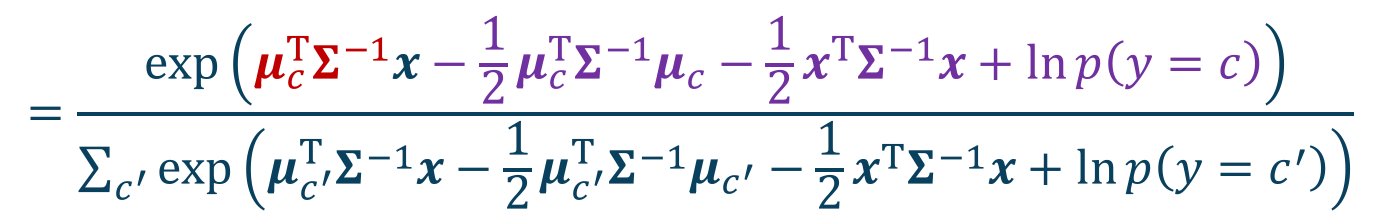 = exp(μ_c^T Σ^{−1} x − 1/2 μ_c^T Σ^{−1} μ_c − 1/2 x^T Σ^{−1} x + ln p(y = c))
∑_{c′} exp(μ_{c′}^T Σ^{−1} x − 1/2 μ_{c′}^T Σ^{−1} μ_{c′} − 1/2 x^T Σ^{−1} x + ln p(y = c′))